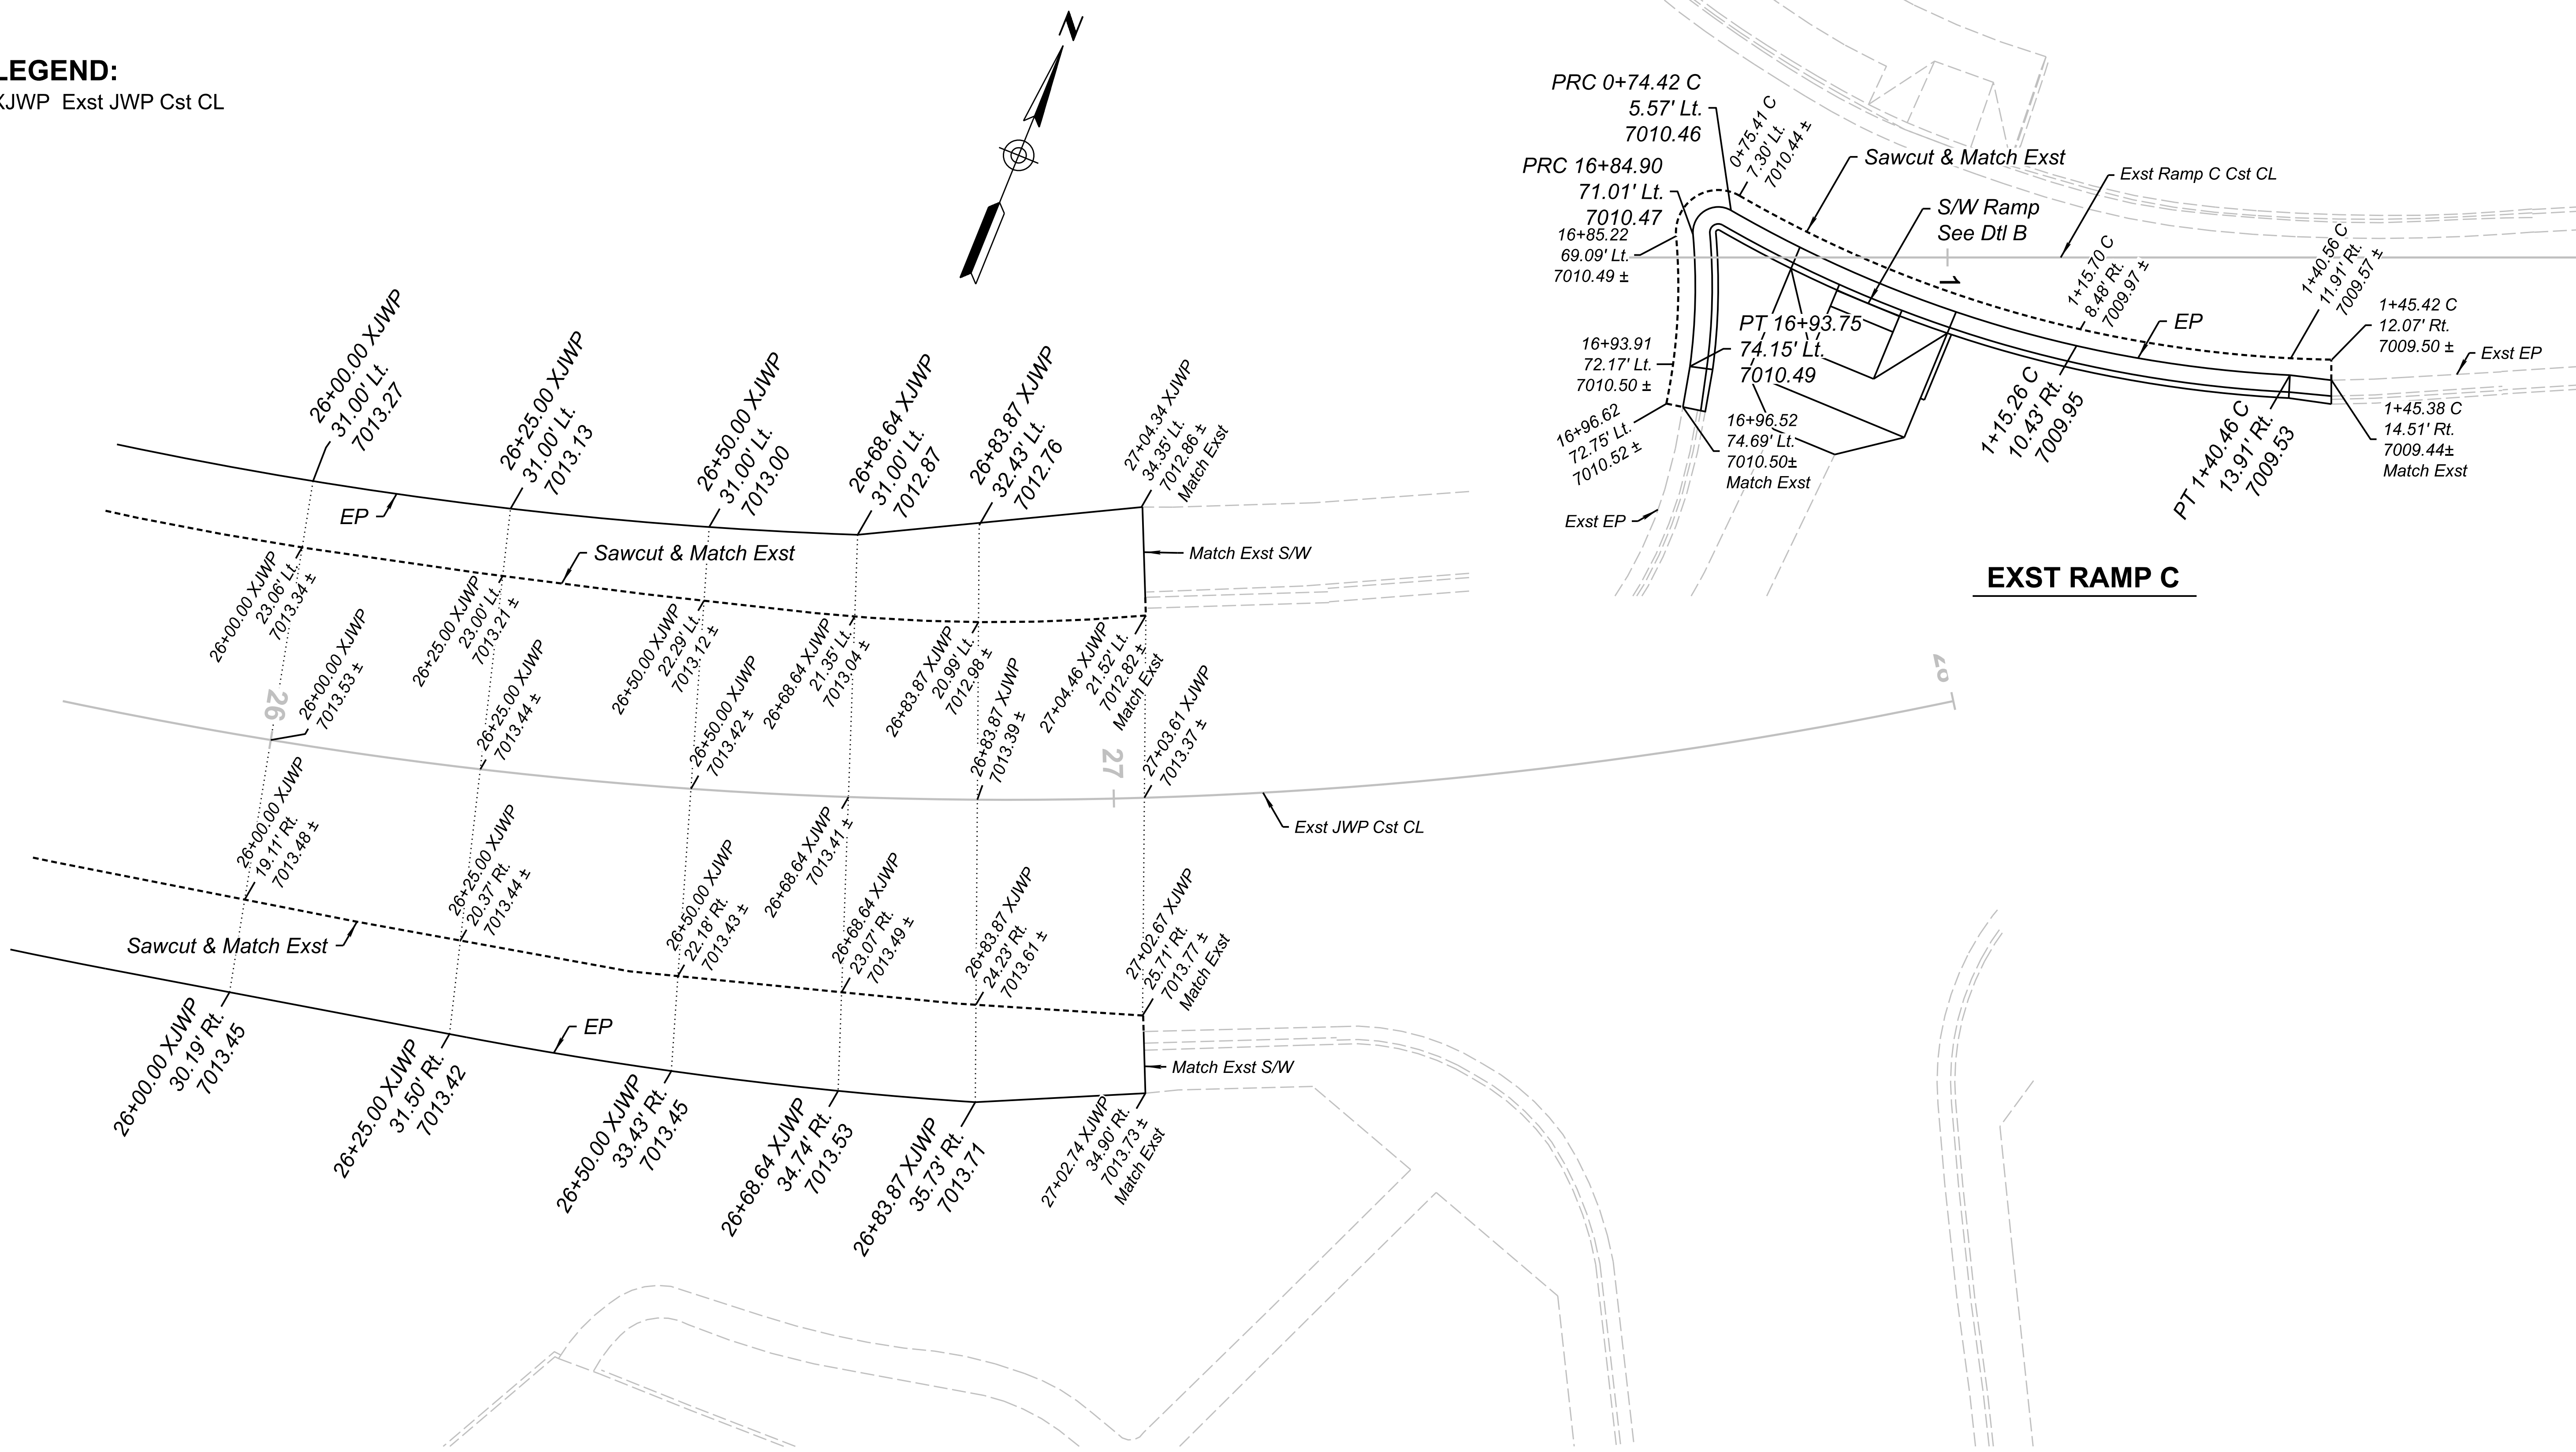 N
LEGEND:
XJWP Exst JWP Cst CL
26+00.00 XJWP
31.00' Lt.
7013.27
26+25.00 XJWP
31.00' Lt.
7013.13
26+50.00 XJWP
31.00' Lt.
7013.00
26+68.64 XJWP
31.00' Lt.
7012.87
26+83.87 XJWP
32.43' Lt.
7012.76
27+04.34 XJWP
34.35' Lt.
7012.86 ±
Match Exst
EP
Sawcut & Match Exst
Match Exst S/W
26+00.00 XJWP
23.06' Lt.
7013.34 ±
26+25.00 XJWP
23.00' Lt.
7013.21 ±
26+50.00 XJWP
22.29' Lt.
7013.12 ±
26+68.64 XJWP
21.35' Lt.
7013.04 ±
26+83.87 XJWP
20.99' Lt.
7012.98 ±
27+04.46 XJWP
21.52' Lt.
7012.82 ±
Match Exst
26
26+00.00 XJWP
7013.53 ±
26+25.00 XJWP
7013.44 ±
26+50.00 XJWP
7013.42 ±
26+68.64 XJWP
7013.41 ±
26+83.87 XJWP
7013.39 ±
27
27+03.61 XJWP
7013.37 ±
Exst JWP Cst CL
26+00.00 XJWP
19.11' Rt.
7013.48 ±
26+25.00 XJWP
20.37' Rt.
7013.44 ±
26+50.00 XJWP
22.18' Rt.
7013.43 ±
26+68.64 XJWP
23.07' Rt.
7013.49 ±
26+83.87 XJWP
24.23' Rt.
7013.61 ±
27+02.67 XJWP
25.71' Rt.
7013.77 ±
Match Exst
Sawcut & Match Exst
EP
Match Exst S/W
26+00.00 XJWP
30.19' Rt.
7013.45
26+25.00 XJWP
31.50' Rt.
7013.42
26+50.00 XJWP
33.43' Rt.
7013.45
26+68.64 XJWP
34.74' Rt.
7013.53
26+83.87 XJWP
35.73' Rt.
7013.71
27+02.74 XJWP
34.90' Rt.
7013.73 ±
Match Exst
PRC 0+74.42 C
5.57' Lt.
7010.46
0+75.41 C
7.30' Lt.
7010.44 ±
PRC 16+84.90
71.01' Lt.
7010.47
16+85.22
69.09' Lt.
7010.49 ±
Sawcut & Match Exst
S/W Ramp
See Dtl B
Exst Ramp C Cst CL
1
1+15.70 C
8.48' Rt.
7009.97 ±
1+40.56 C
11.91' Rt.
7009.57 ±
1+45.42 C
12.07' Rt.
7009.50 ±
EP
Exst EP
PT 16+93.75
74.15' Lt.
7010.49
16+93.91
72.17' Lt.
7010.50 ±
16+96.62
72.75' Lt.
7010.52 ±
16+96.52
74.69' Lt.
7010.50±
Match Exst
1+15.26 C
10.43' Rt.
7009.95
PT 1+40.46 C
13.91' Rt.
7009.53
1+45.38 C
14.51' Rt.
7009.44±
Match Exst
Exst EP
EXST RAMP C